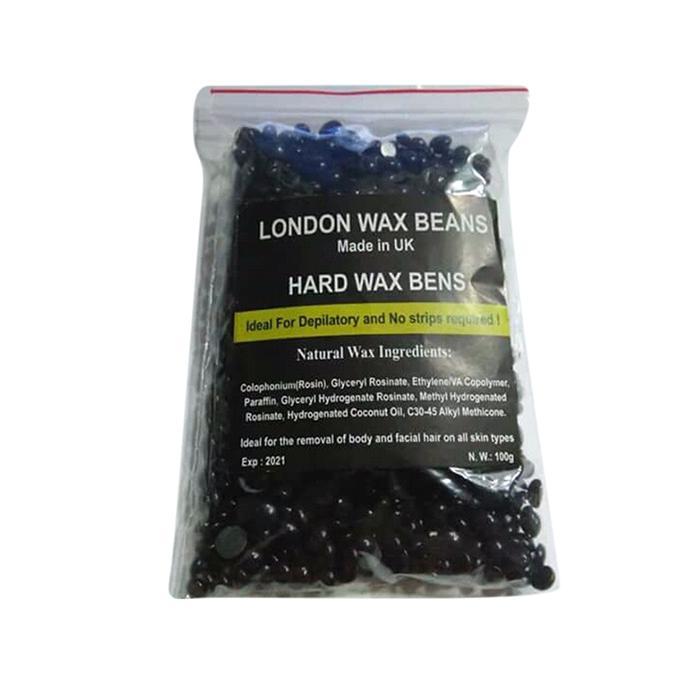 LONDON WAX BEANS
Made in UK
HARD WAX BENS
Ideal For Depilatory and No strips required !
Natural Wax Ingredients:
Colophonium(Rosin), Glyceryl Rosinate, Ethylene/VA Copolymer,
Paraffin, Glyceryl Hydrogenate Rosinate, Methyl Hydrogenated
Rosinate, Hydrogenated Coconut Oil, C30-45 Alkyl Methicone.
Ideal for the removal of body and facial hair on all skin types
Exp : 2021 N. W.: 100g